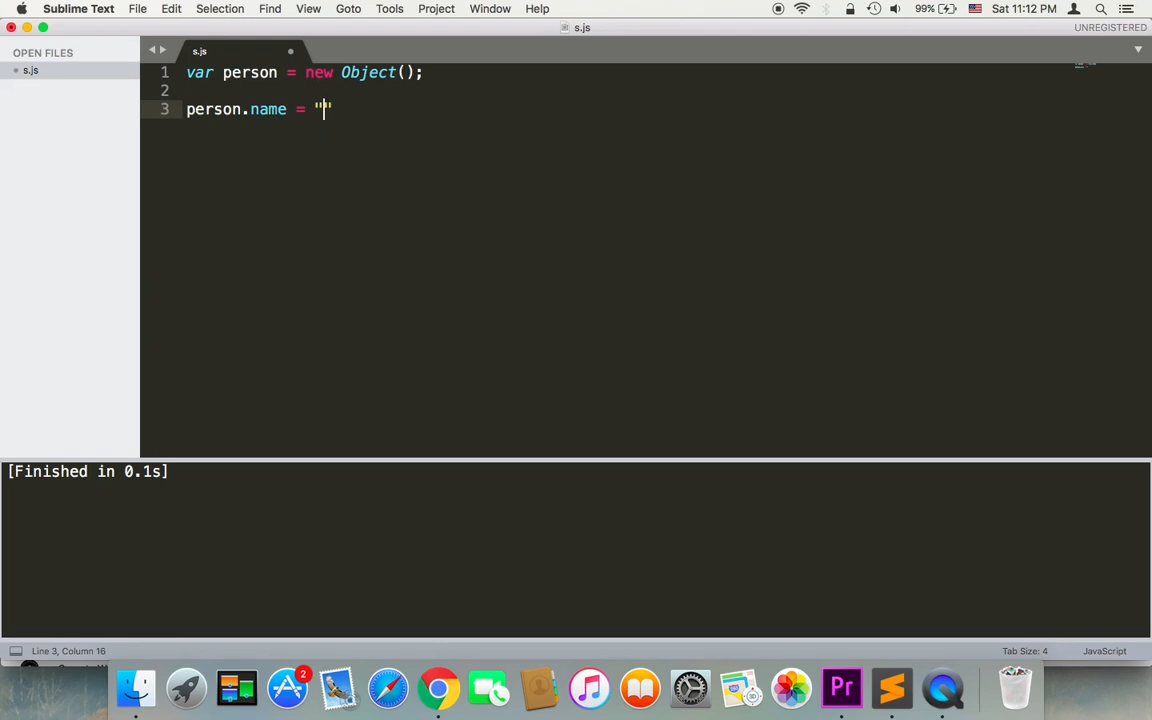 Sublime Text File Edit Selection Find View Goto Tools Project Window Help 99% Sat 11:12 PM
s.js UNREGISTERED
OPEN FILES
s.js
s.js
1 var person = new Object();
2
3 person.name = ""
[Finished in 0.1s]
Line 3, Column 16 Tab Size: 4 JavaScript
2
Pr